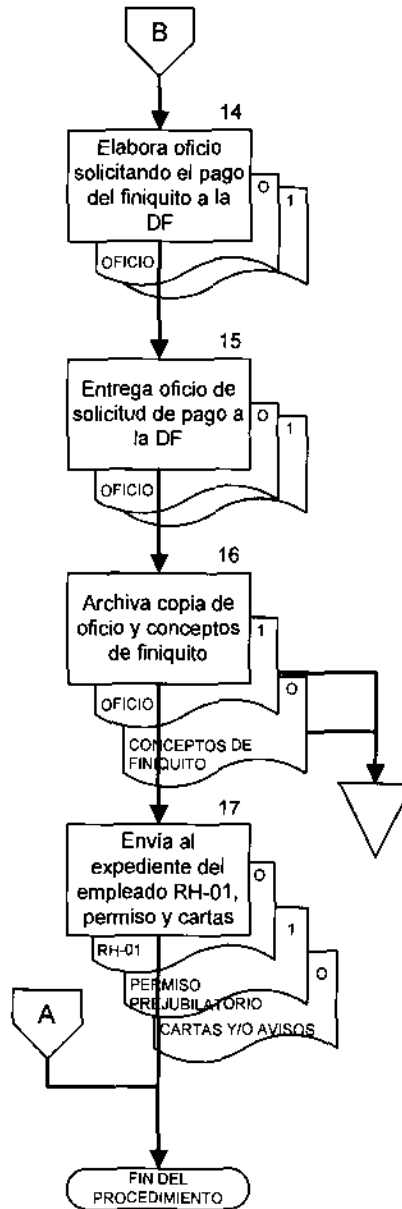 B
14
Elabora oficio
solicitando el pago
del finiquito a la
DF
O
1
OFICIO
15
Entrega oficio de
solicitud de pago a
la DF
O
1
OFICIO
16
Archiva copia de
oficio y conceptos
de finiquito
1
O
OFICIO
CONCEPTOS DE
FINIQUITO
17
Envía al
expediente del
empleado RH-01,
permiso y cartas
O
1
O
RH-01
PERMISO
PREJUBILATORIO
CARTAS Y/O AVISOS
A
FIN DEL
PROCEDIMIENTO